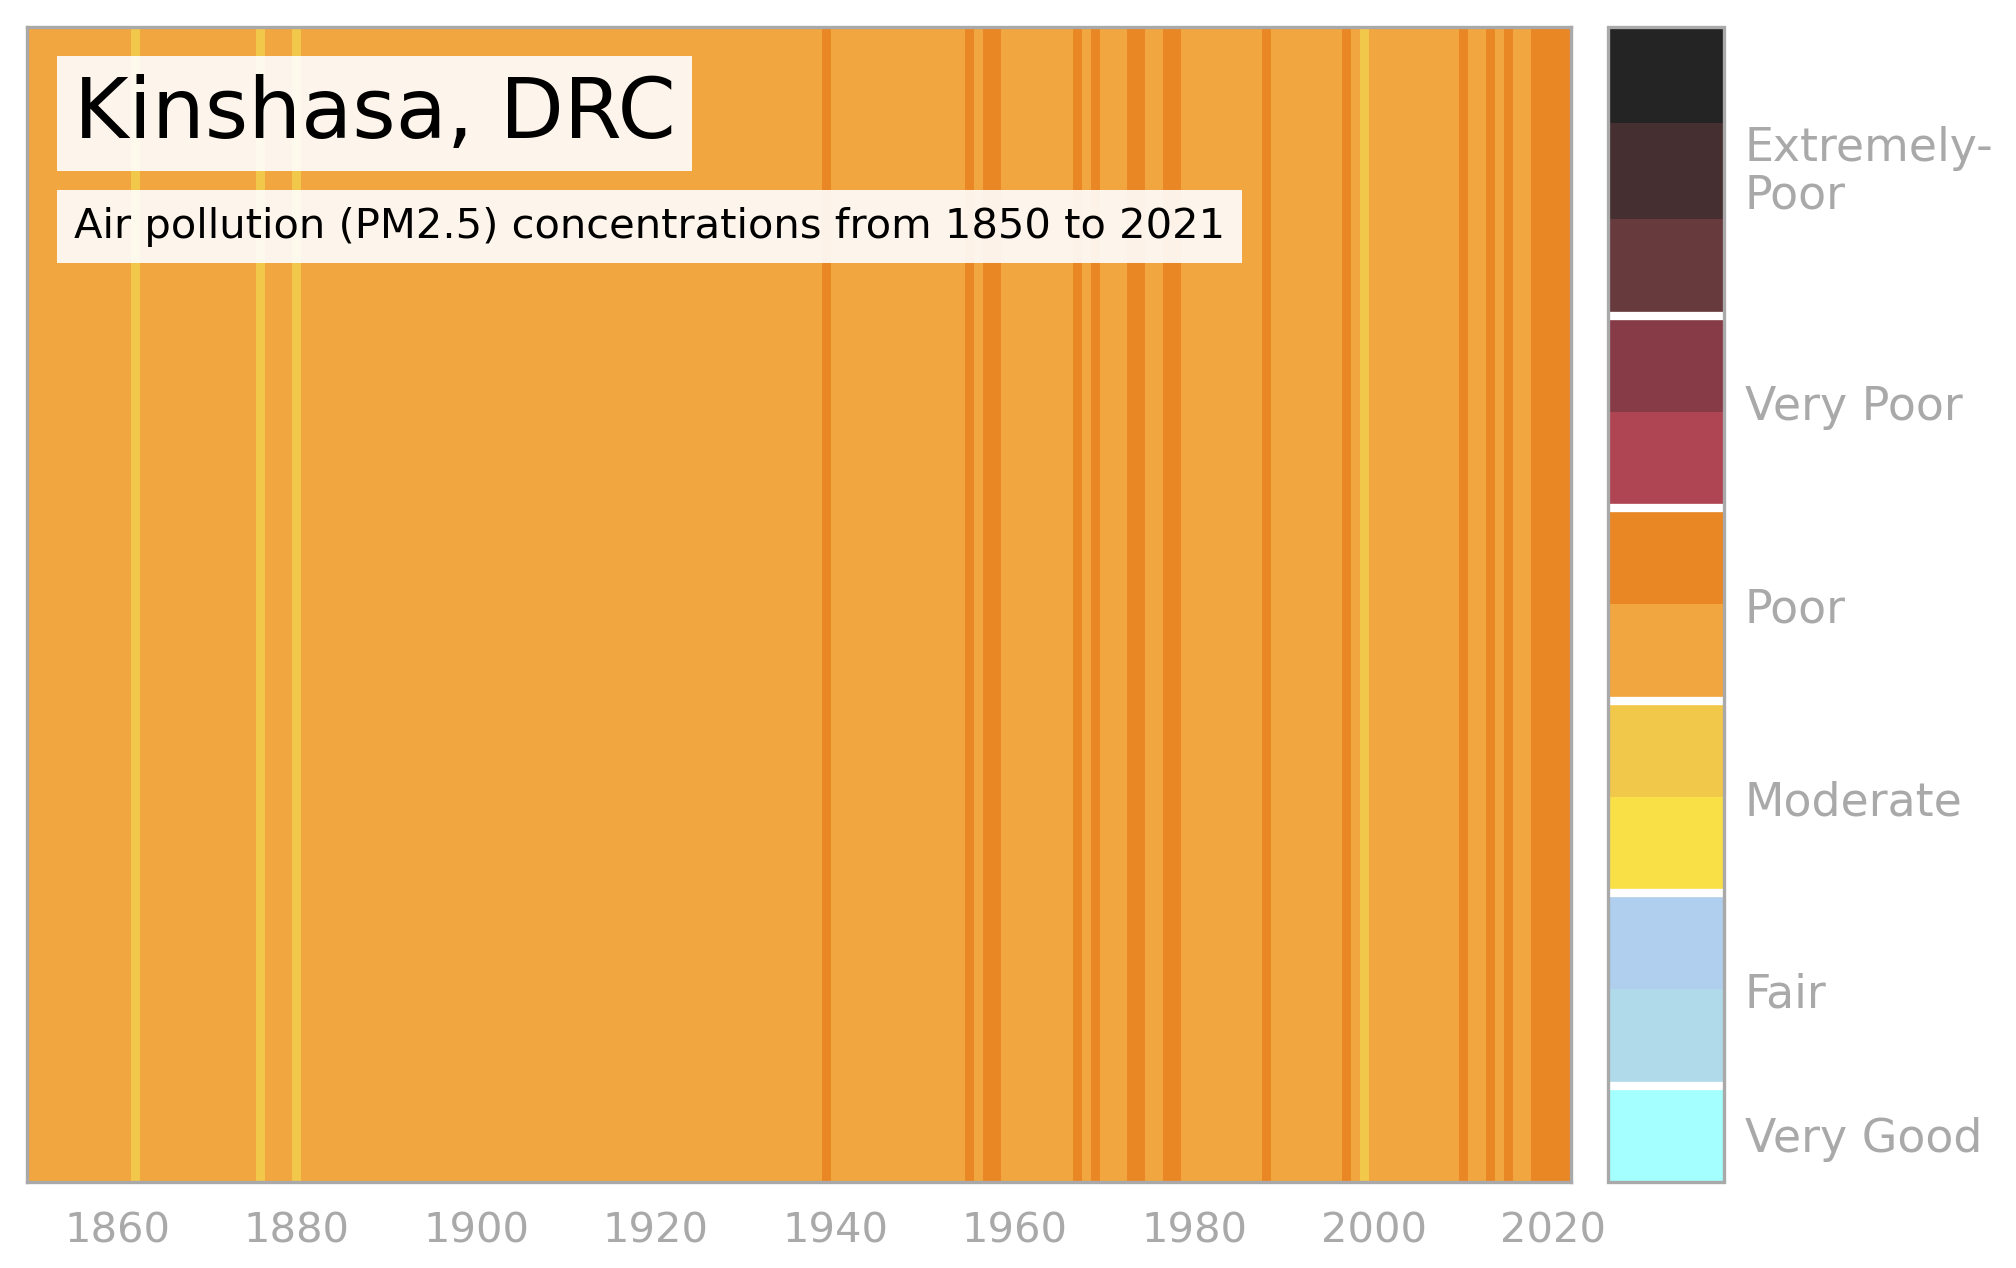 Kinshasa, DRC
Air pollution (PM2.5) concentrations from 1850 to 2021
Extremely-
Poor
Very Poor
Poor
Moderate
Fair
Very Good
1860 1880 1900 1920 1940 1960 1980 2000 2020